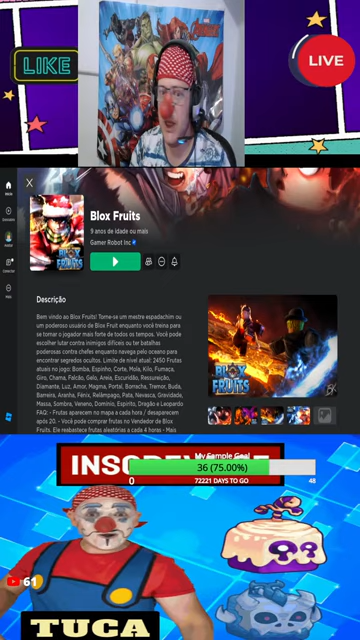 LIKE
LIVE
MARVEL
AVENGERS
Blox Fruits
9 anos de idade ou mais
Gamer Robot Inc
BLOX
FRUITS
Descrição
Bem vindo ao Blox Fruits! Torne-se um mestre espadachim ou
um poderoso usuário de Blox Fruit enquanto você treina para
se tornar o jogador mais forte de todos os tempos. Você pode
escolher lutar contra inimigos difíceis ou ter batalhas
poderosas contra chefes enquanto navega pelo oceano para
encontrar segredos ocultos. Limite de nível atual: 2450 Frutas
atuais no jogo: Bomba, Espinho, Corte, Mola, Kilo, Fumaça,
Giro, Chama, Falcão, Gelo, Areia, Escuridão, Ressureição,
Diamante, Luz, Amor, Magma, Portal, Borracha, Tremor, Buda,
Barreira, Aranha, Fénix, Relâmpago, Pata, Nevasca, Gravidade,
Massa, Sombra, Veneno, Domínio, Espírito, Dragão e Leopardo
FAQ: - Frutas aparecem no mapa a cada hora / desaparecem
após 20. - Você pode comprar frutas no Vendedor de Blox
Fruits. Ele reabastece frutas aleatórias a cada 4 horas - Mais
BLOX
FRUITS
My Sample Goal
36 (75.00%)
0
72221 DAYS TO GO
48
61
??
TUCA